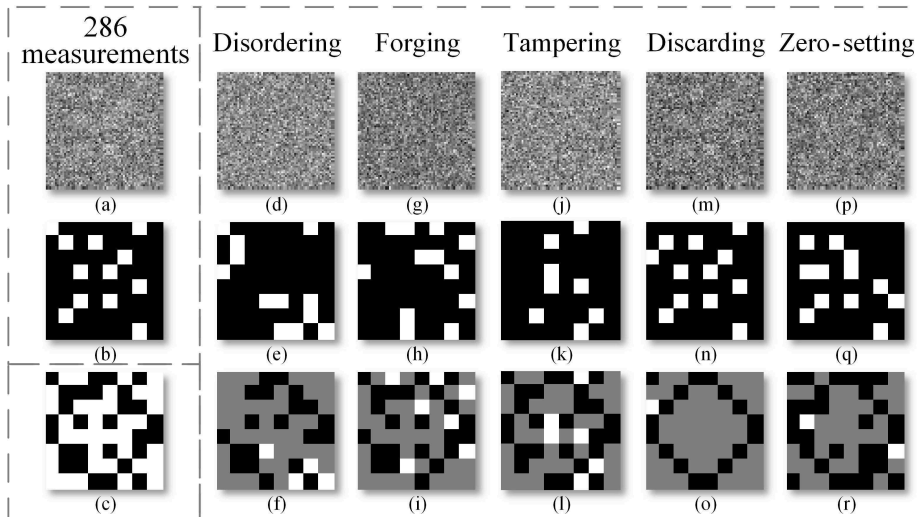 286
measurements
Disordering Forging Tampering Discarding Zero-setting
(a) (d) (g) (j) (m) (p)
(b) (e) (h) (k) (n) (q)
(c) (f) (i) (l) (o) (r)